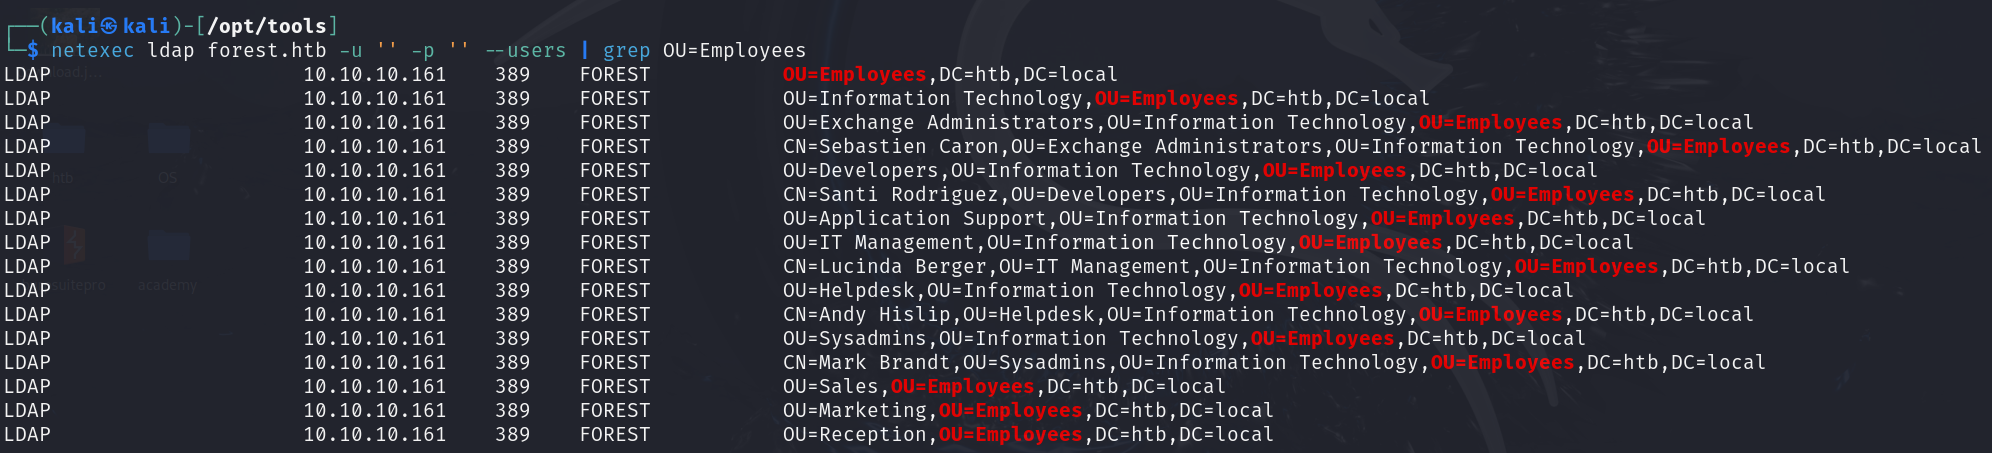 ┌──(kali㉿kali)-[/opt/tools]
└─$ netexec ldap forest.htb -u '' -p '' --users | grep OU=Employees
LDAP 10.10.10.161 389 FOREST OU=Employees,DC=htb,DC=local
LDAP 10.10.10.161 389 FOREST OU=Information Technology,OU=Employees,DC=htb,DC=local
LDAP 10.10.10.161 389 FOREST OU=Exchange Administrators,OU=Information Technology,OU=Employees,DC=htb,DC=local
LDAP 10.10.10.161 389 FOREST CN=Sebastien Caron,OU=Exchange Administrators,OU=Information Technology,OU=Employees,DC=htb,DC=local
LDAP 10.10.10.161 389 FOREST OU=Developers,OU=Information Technology,OU=Employees,DC=htb,DC=local
LDAP 10.10.10.161 389 FOREST CN=Santi Rodriguez,OU=Developers,OU=Information Technology,OU=Employees,DC=htb,DC=local
LDAP 10.10.10.161 389 FOREST OU=Application Support,OU=Information Technology,OU=Employees,DC=htb,DC=local
LDAP 10.10.10.161 389 FOREST OU=IT Management,OU=Information Technology,OU=Employees,DC=htb,DC=local
LDAP 10.10.10.161 389 FOREST CN=Lucinda Berger,OU=IT Management,OU=Information Technology,OU=Employees,DC=htb,DC=local
LDAP 10.10.10.161 389 FOREST OU=Helpdesk,OU=Information Technology,OU=Employees,DC=htb,DC=local
LDAP 10.10.10.161 389 FOREST CN=Andy Hislip,OU=Helpdesk,OU=Information Technology,OU=Employees,DC=htb,DC=local
LDAP 10.10.10.161 389 FOREST OU=Sysadmins,OU=Information Technology,OU=Employees,DC=htb,DC=local
LDAP 10.10.10.161 389 FOREST CN=Mark Brandt,OU=Sysadmins,OU=Information Technology,OU=Employees,DC=htb,DC=local
LDAP 10.10.10.161 389 FOREST OU=Sales,OU=Employees,DC=htb,DC=local
LDAP 10.10.10.161 389 FOREST OU=Marketing,OU=Employees,DC=htb,DC=local
LDAP 10.10.10.161 389 FOREST OU=Reception,OU=Employees,DC=htb,DC=local
OS
academy